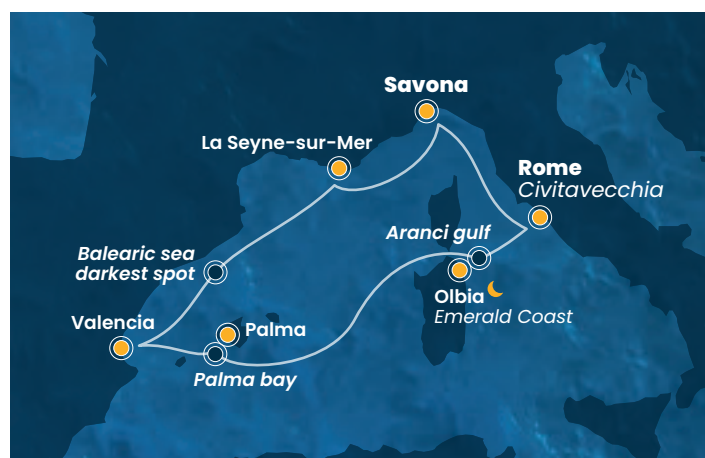 Savona
La Seyne-sur-Mer
Rome
Civitavecchia
Aranci gulf
Balearic sea
darkest spot
Olbia
Emerald Coast
Valencia
Palma
Palma bay